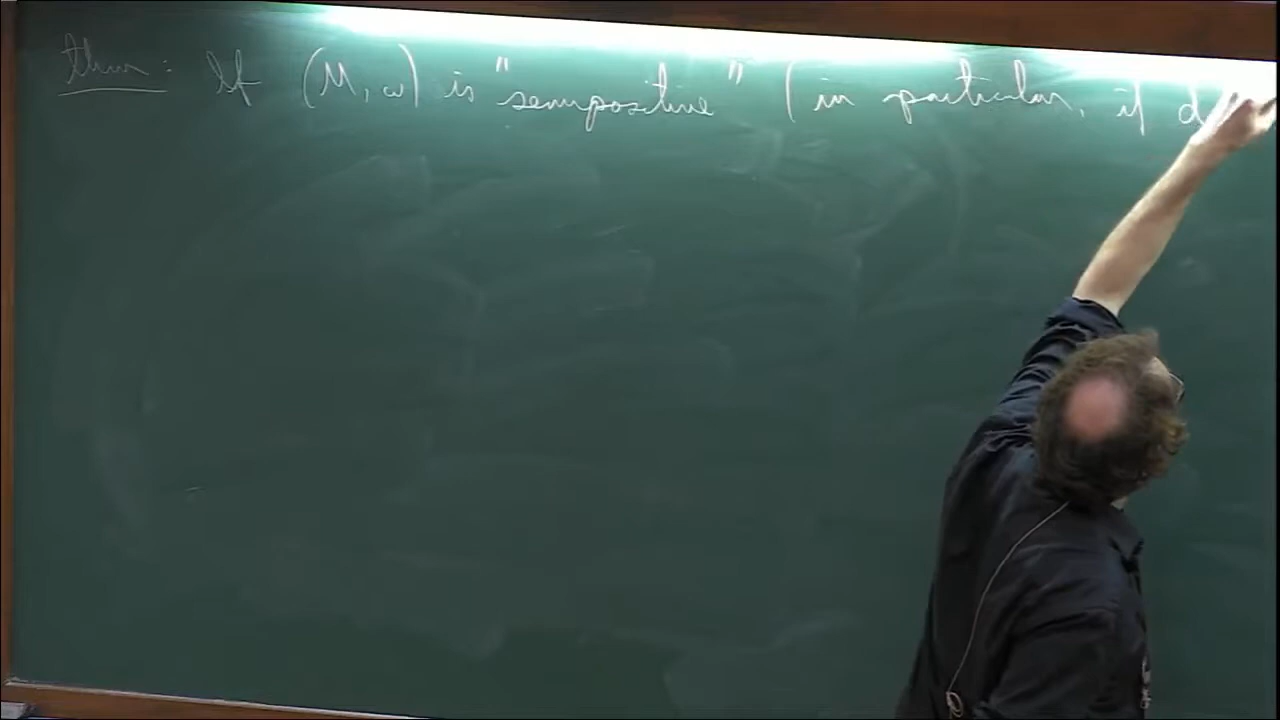 thm: If (M, ω) is "semipositive" (in particular, if d